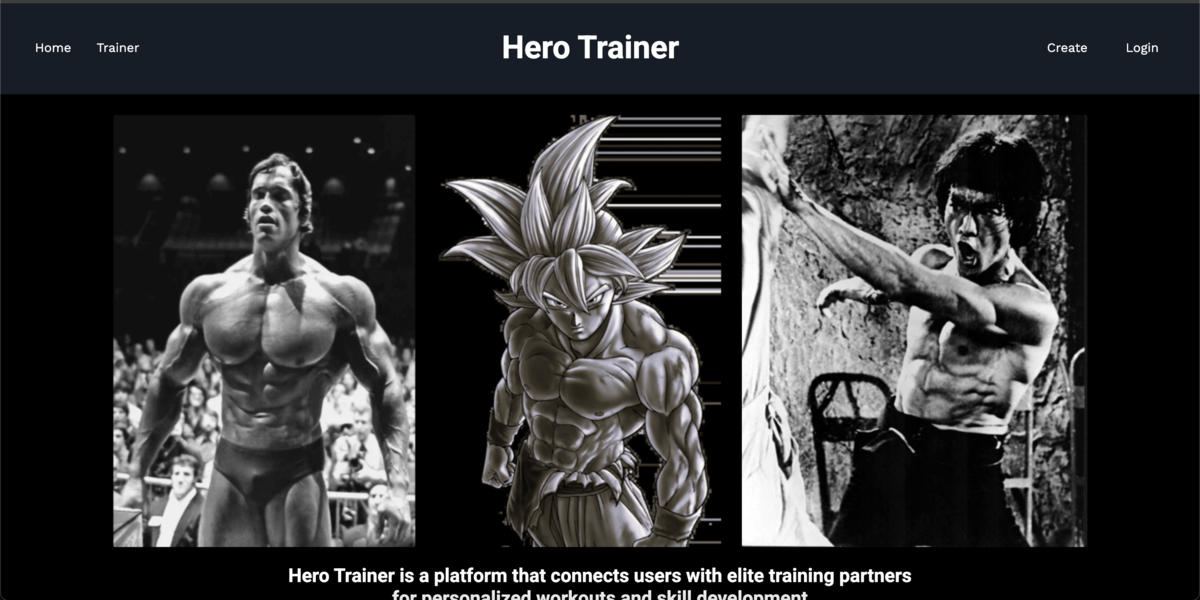 Home
Trainer
Hero Trainer
Create
Login
Hero Trainer is a platform that connects users with elite training partners
for personalized workouts and skill development